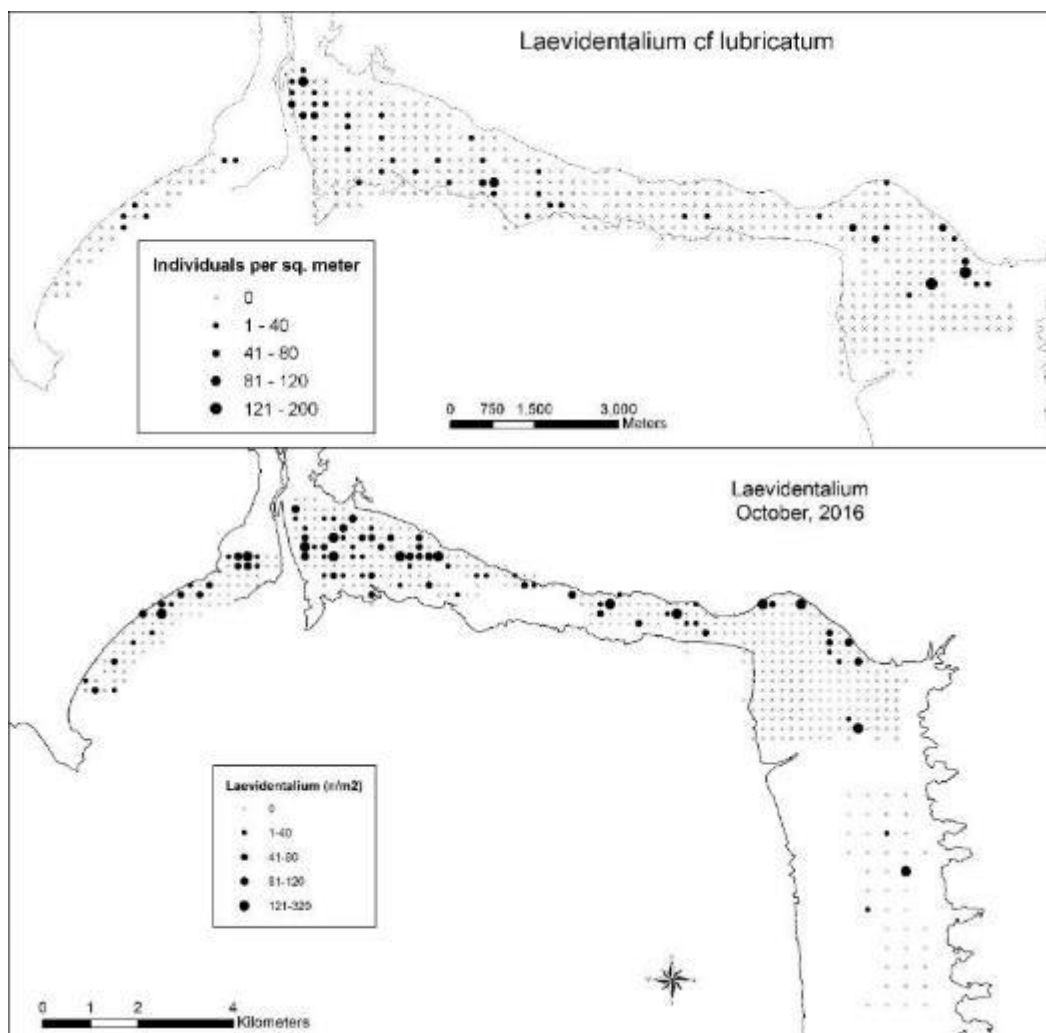 Laevidentalium cf lubricatum
Individuals per sq. meter
0
1 - 40
41 - 80
81 - 120
121 - 200
0 750 1,500 3,000
Meters
Laevidentalium
October, 2016
Laevidentalium (n/m2)
0
1-40
41-80
81-120
121-320
0 1 2 4
Kilometers